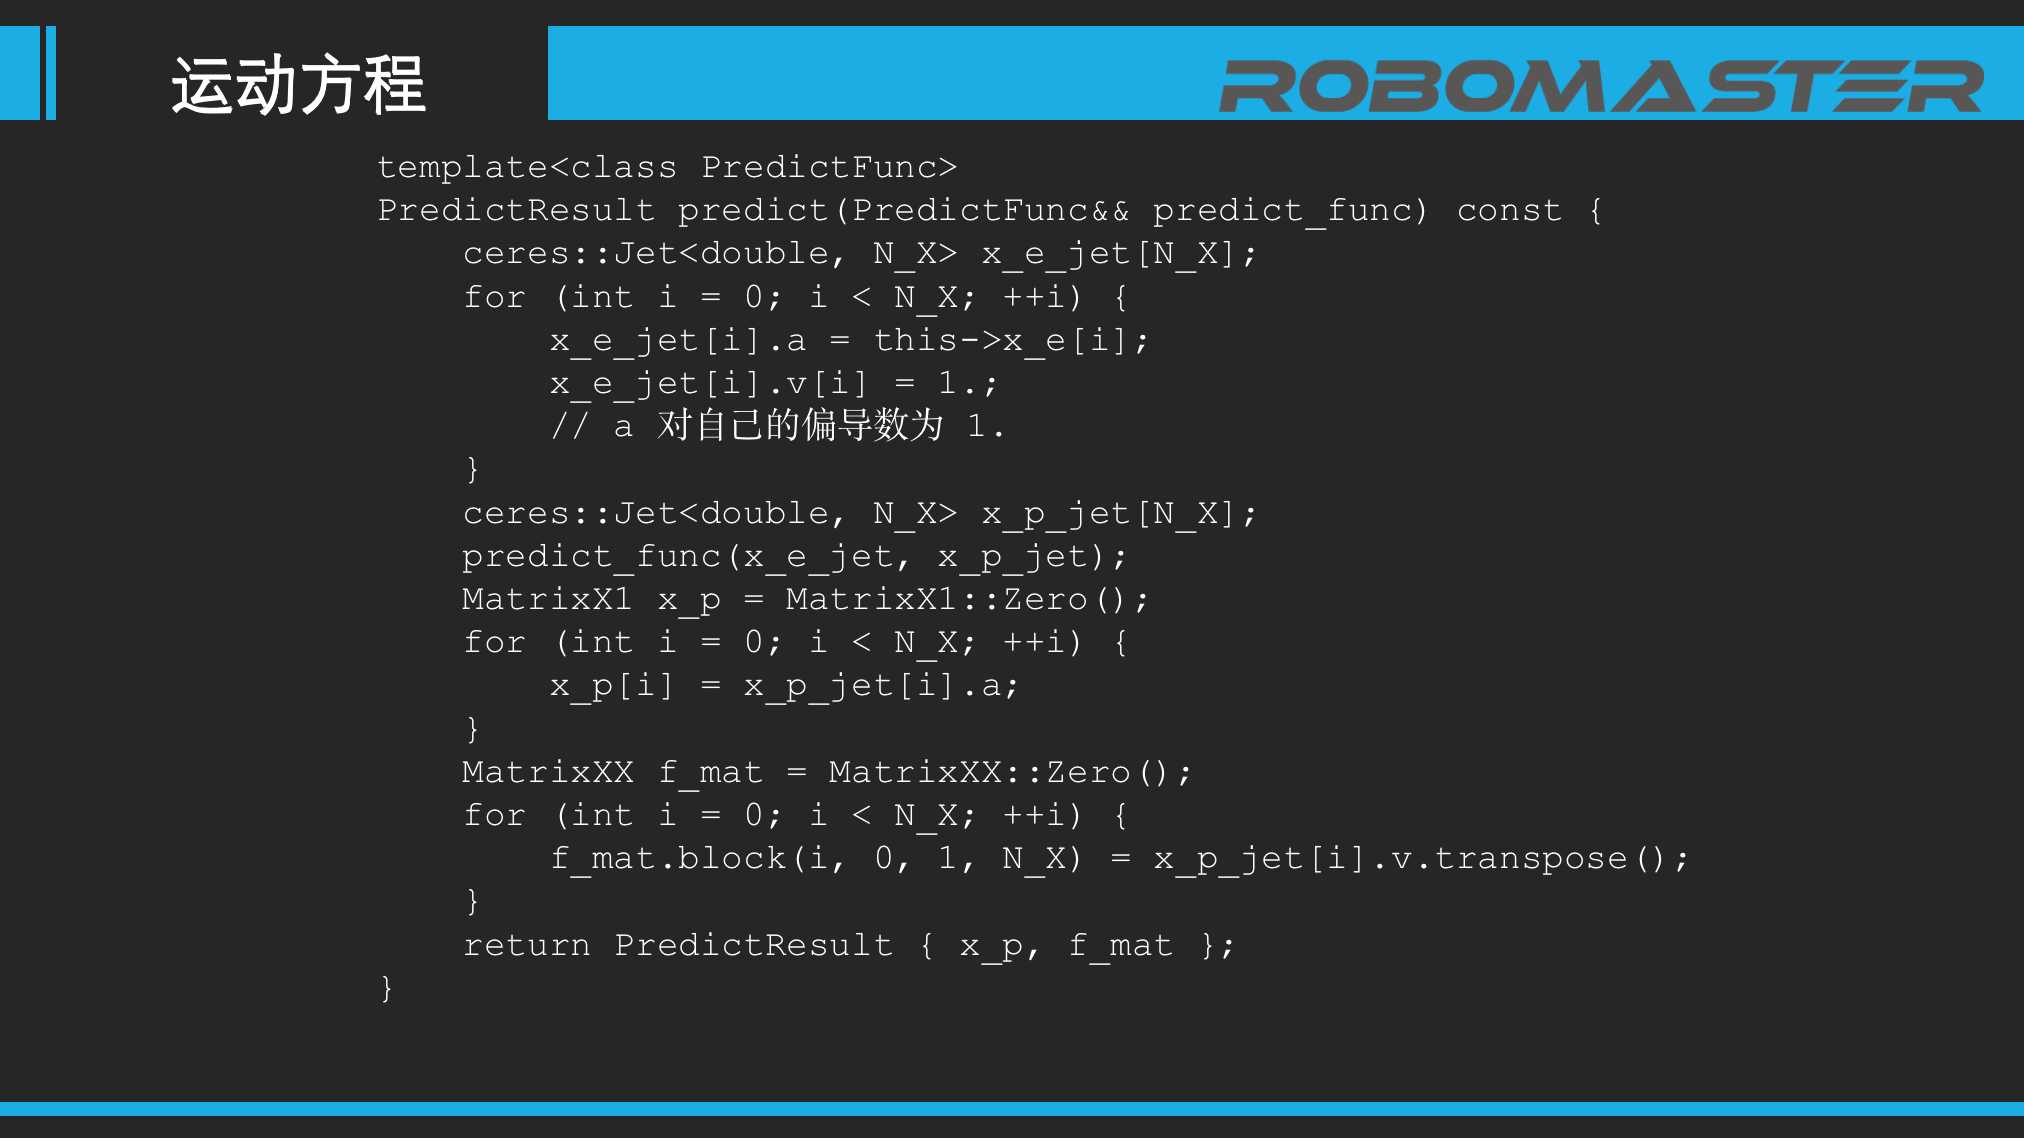 运动方程
ROBOMASTER
template<class PredictFunc>
PredictResult predict(PredictFunc&& predict_func) const {
    ceres::Jet<double, N_X> x_e_jet[N_X];
    for (int i = 0; i < N_X; ++i) {
        x_e_jet[i].a = this->x_e[i];
        x_e_jet[i].v[i] = 1.;
        // a 对自己的偏导数为 1.
    }
    ceres::Jet<double, N_X> x_p_jet[N_X];
    predict_func(x_e_jet, x_p_jet);
    MatrixX1 x_p = MatrixX1::Zero();
    for (int i = 0; i < N_X; ++i) {
        x_p[i] = x_p_jet[i].a;
    }
    MatrixXX f_mat = MatrixXX::Zero();
    for (int i = 0; i < N_X; ++i) {
        f_mat.block(i, 0, 1, N_X) = x_p_jet[i].v.transpose();
    }
    return PredictResult { x_p, f_mat };
}